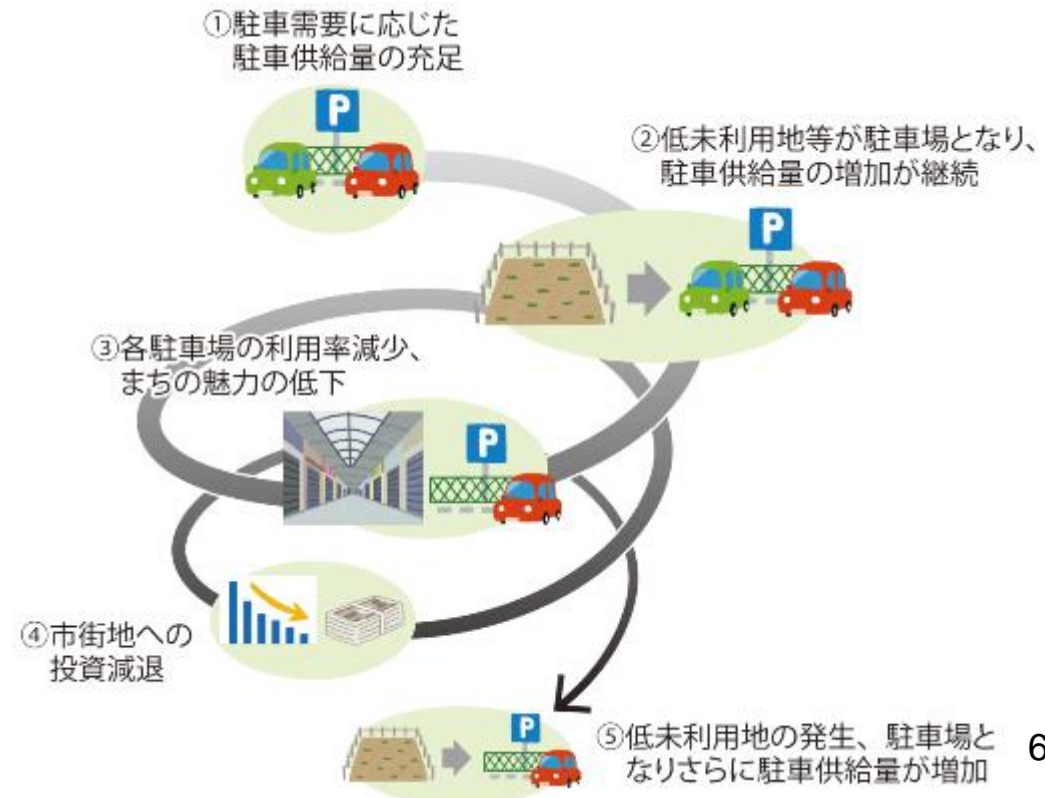 ①駐車需要に応じた
駐車供給量の充足
P
②低未利用地等が駐車場となり、
駐車供給量の増加が継続
P
③各駐車場の利用率減少、
まちの魅力の低下
P
④市街地への
投資減退
P
⑤低未利用地の発生、駐車場と
なりさらに駐車供給量が増加
6